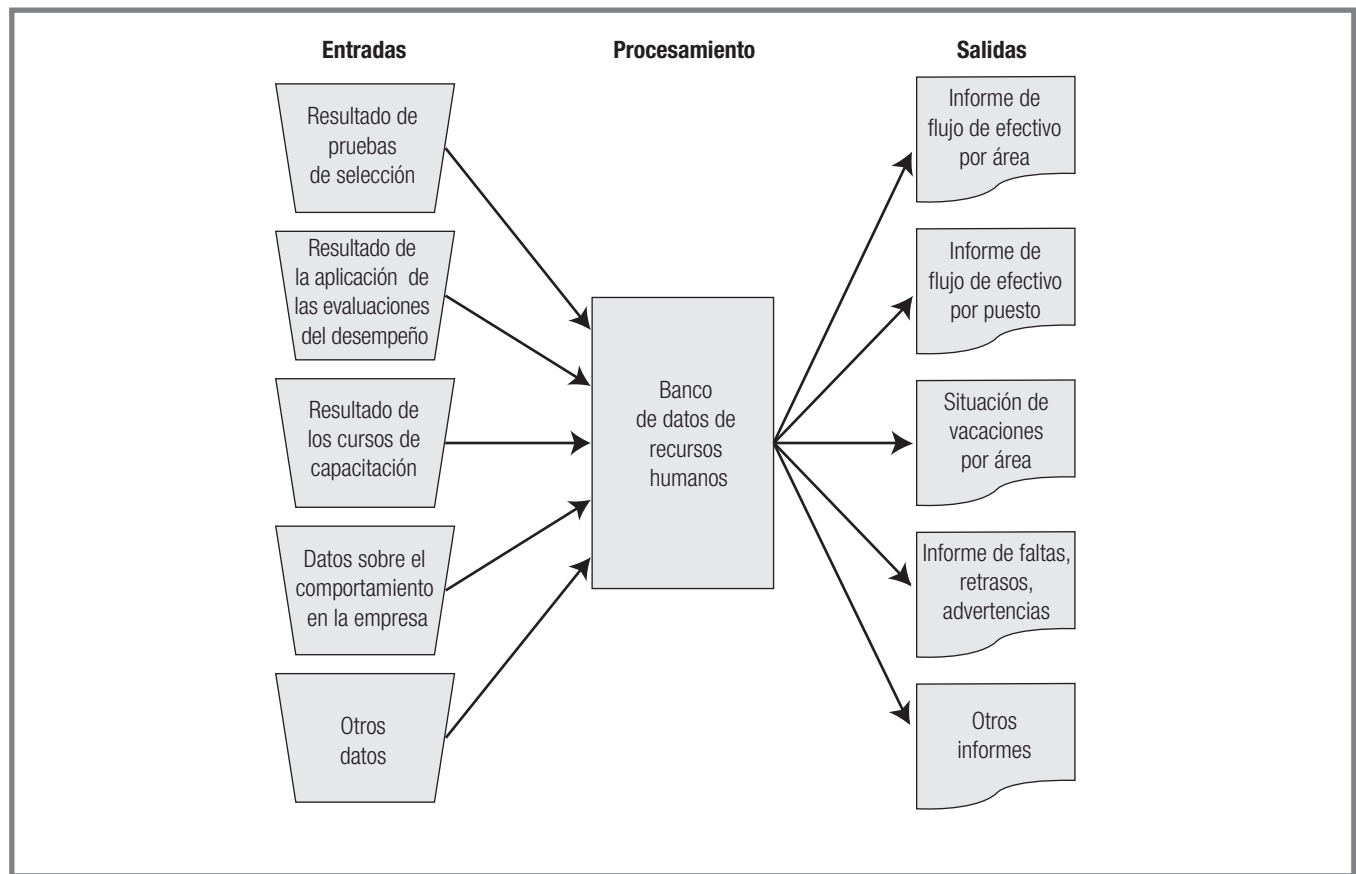 Entradas
Procesamiento
Salidas
Resultado de
pruebas
de selección
Resultado de
la aplicación de
las evaluaciones
del desempeño
Resultado de
los cursos de
capacitación
Datos sobre el
comportamiento
en la empresa
Otros
datos
Banco
de datos de
recursos
humanos
Informe de
flujo de efectivo
por área
Informe de
flujo de efectivo
por puesto
Situación de
vacaciones
por área
Informe de faltas,
retrasos,
advertencias
Otros
informes